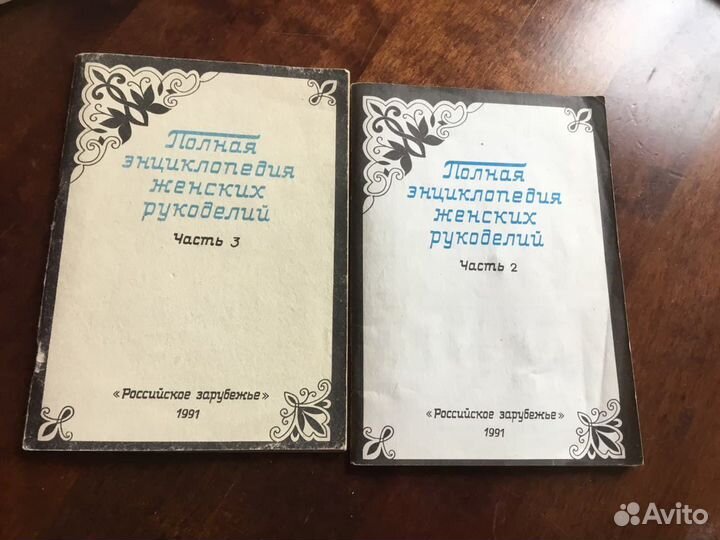 Полная
энциклопедия
женских
рукоделий
Часть 3
«Российское зарубежье»
1991
Полная
энциклопедия
женских
рукоделий
Часть 2
«Российское зарубежье»
1991
Avito